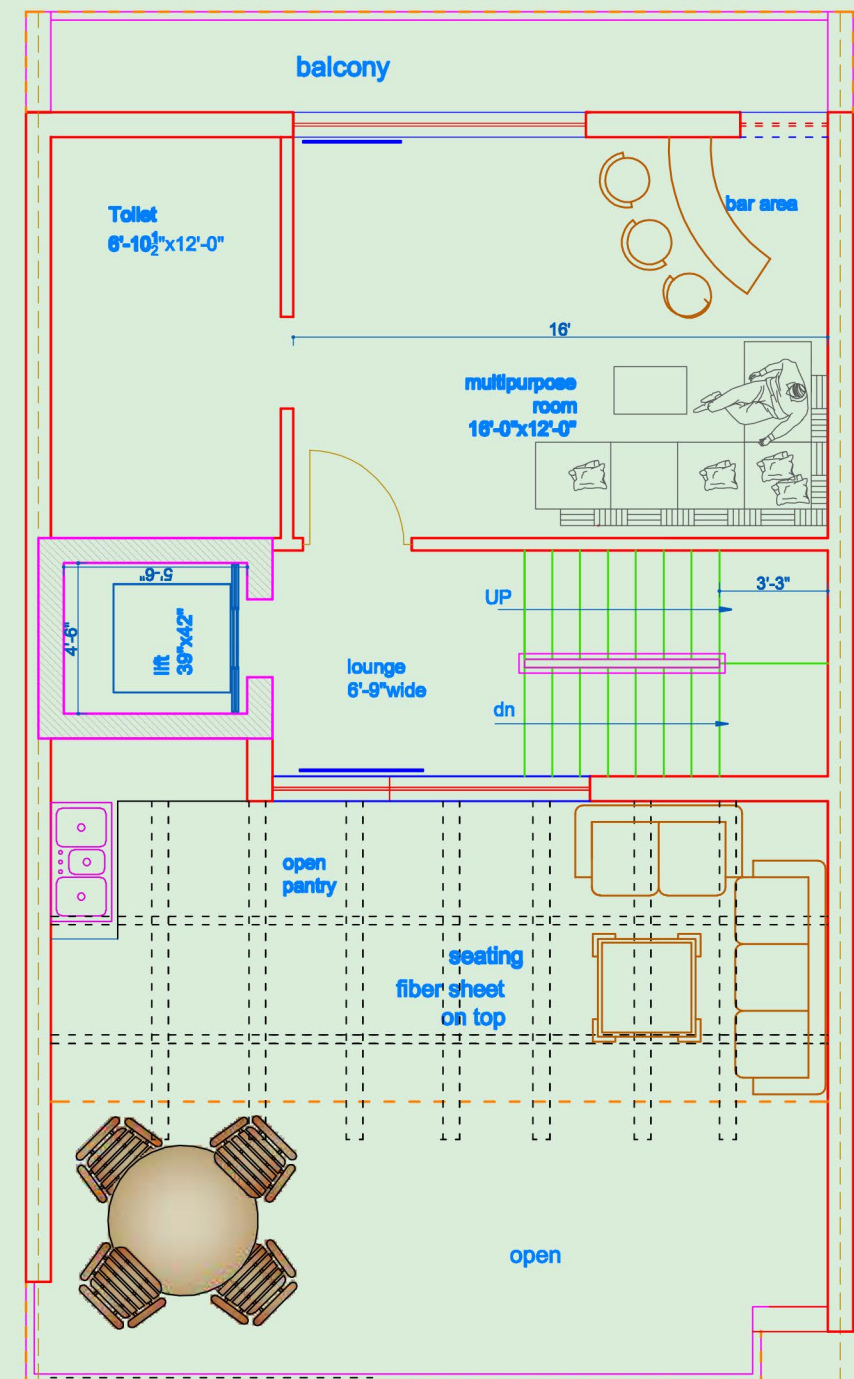 balcony
Toilet
6'-10½"x12'-0"
bar area
16'
multipurpose
room
16'-0"x12'-0"
5'-6"
4'-6"
lift
39"x42"
UP
3'-3"
lounge
6'-9"wide
dn
open
pantry
seating
fiber sheet
on top
open